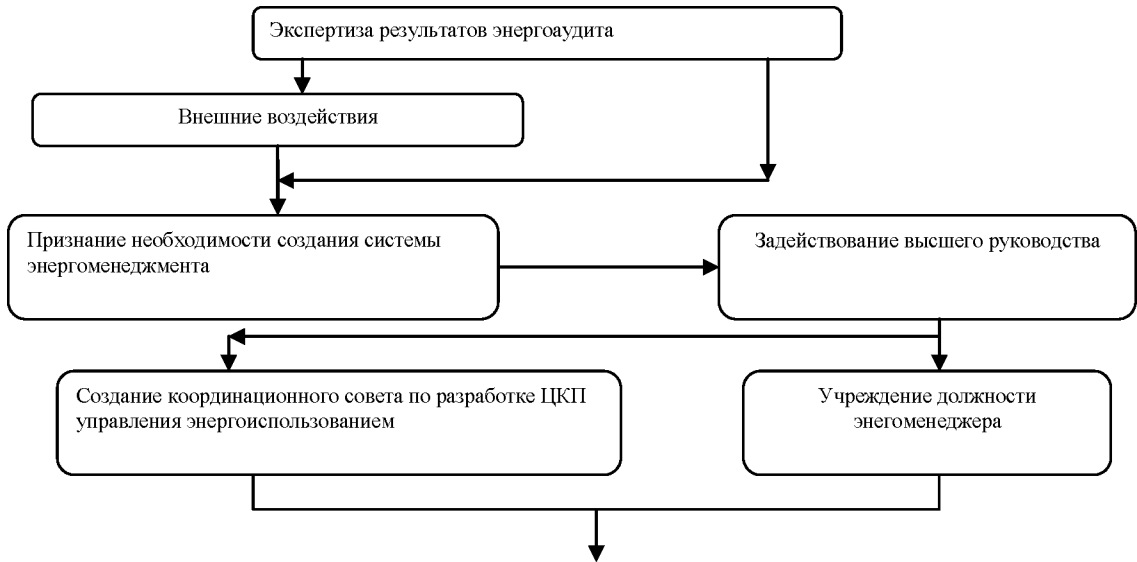 Экспертиза результатов энергоаудита
Внешние воздействия
Признание необходимости создания системы
энергоменеджмента
Задействование высшего руководства
Создание координационного совета по разработке ЦКП
управления энергоиспользованием
Учреждение должности
энегоменеджера